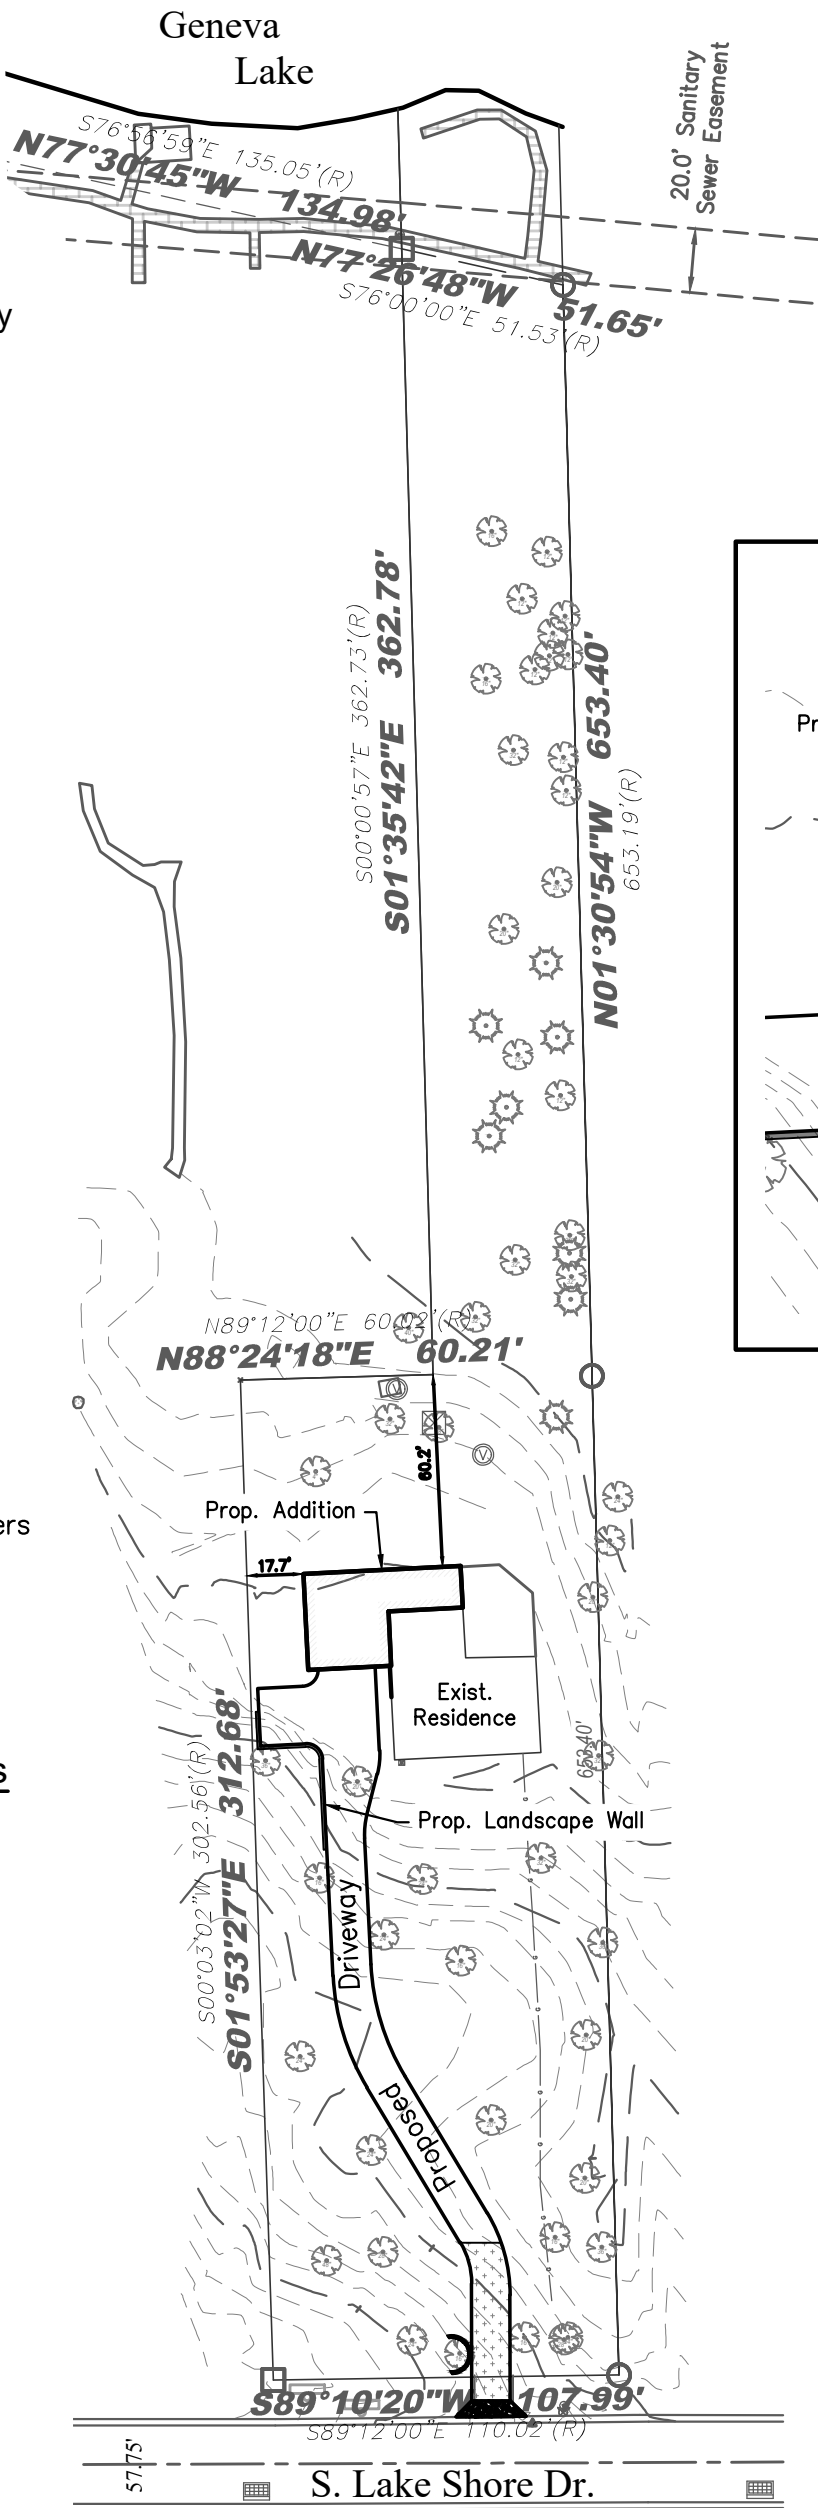 Geneva
Lake
20.0' Sanitary
Sewer Easement
S76°56'59"E 135.05'(R)
N77°30'45"W 134.98'
N77°26'48"W 51.65'
S76°00'00"E 51.53'(R)
y
S00°00'57"E 362.73'(R)
S01°35'42"E 362.78'
N01°30'54"W 653.40'
653.19'(R)
Pr
N89°12'00"E 60.02'(R)
N88°24'18"E 60.21'
60.2'
Prop. Addition
ers
17.7'
Exist.
Residence
653.40'
s
S00°03'02"W 302.56'(R)
S01°53'27"E 312.68'
Prop. Landscape Wall
Driveway
Proposed
S89°10'20"W 107.99'
S89°12'00"E 110.02'(R)
57.75'
S. Lake Shore Dr.